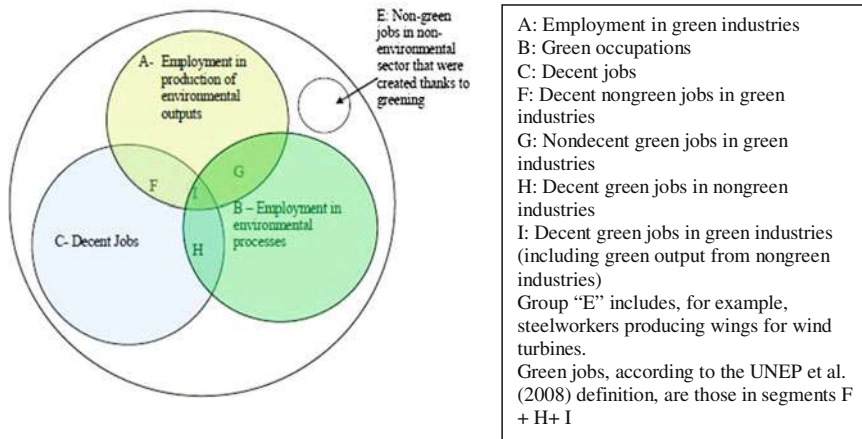 E: Non-green
jobs in non-
environmental
sector that were
created thanks to
greening
A- Employment in
production of
environmental
outputs
G
F
I
B – Employment in
environmental
processes
C- Decent Jobs
H
A: Employment in green industries
B: Green occupations
C: Decent jobs
F: Decent nongreen jobs in green
industries
G: Nondecent green jobs in green
industries
H: Decent green jobs in nongreen
industries
I: Decent green jobs in green industries
(including green output from nongreen
industries)
Group “E” includes, for example,
steelworkers producing wings for wind
turbines.
Green jobs, according to the UNEP et al.
(2008) definition, are those in segments F
+ H+ I